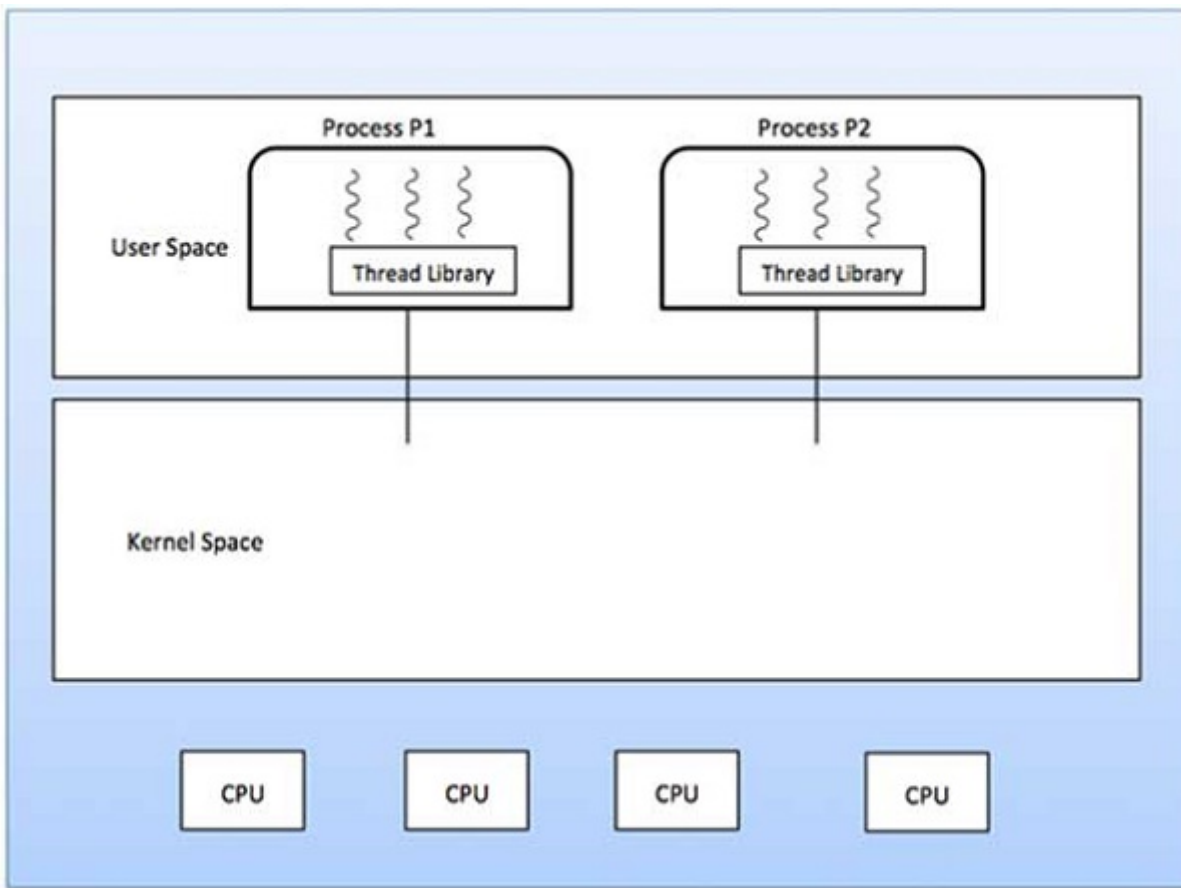 Process P1
Process P2
User Space
Thread Library
Thread Library
Kernel Space
CPU
CPU
CPU
CPU